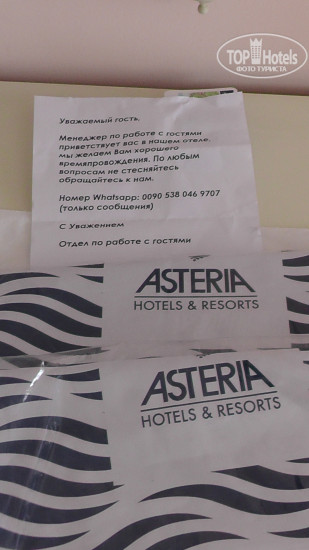 TOPHotels
ФОТО ТУРИСТА
Уважаемый гость,
Менеджер по работе с гостями
приветствует вас в нашем отеле.
мы желаем Вам хорошего
времяпровождения. По любым
вопросам не стесняйтесь
обращайтесь к нам.
Номер Whatsapp: 0090 538 046 9707
(только сообщения)
С Уважением
Отдел по работе с гостями
ASTERIA
HOTELS & RESORTS
ASTERIA
HOTELS & RESORTS